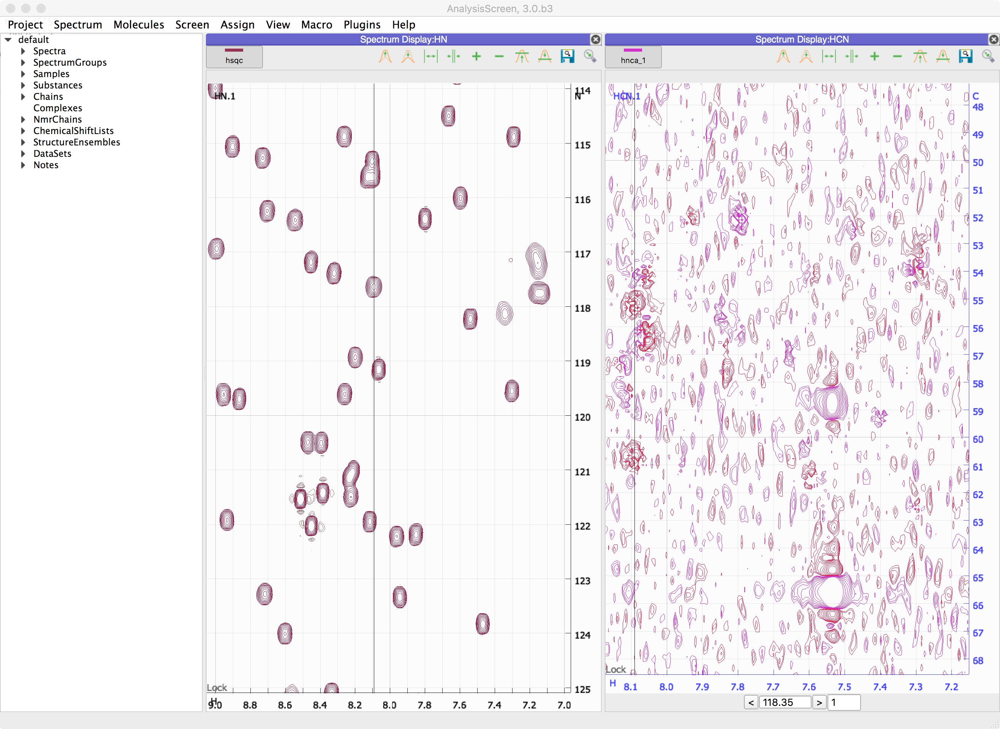 AnalysisScreen, 3.0.b3
Project Spectrum Molecules Screen Assign View Macro Plugins Help
default
Spectra
SpectrumGroups
Samples
Substances
Chains
Complexes
NmrChains
ChemicalShiftLists
StructureEnsembles
DataSets
Notes
Spectrum Display:HN
hsqc
HN.1
N
114
115
116
117
118
119
120
121
122
123
124
125
Lock
H
9.0 8.8 8.6 8.4 8.2 8.0 7.8 7.6 7.4 7.2 7.0
Spectrum Display:HCN
hnca_1
HCN.1
C
48
49
50
51
52
53
54
55
56
57
58
59
60
61
62
63
64
65
66
67
68
Lock
H 8.1 8.0 7.9 7.8 7.7 7.6 7.5 7.4 7.3 7.2
< 118.35 > 1